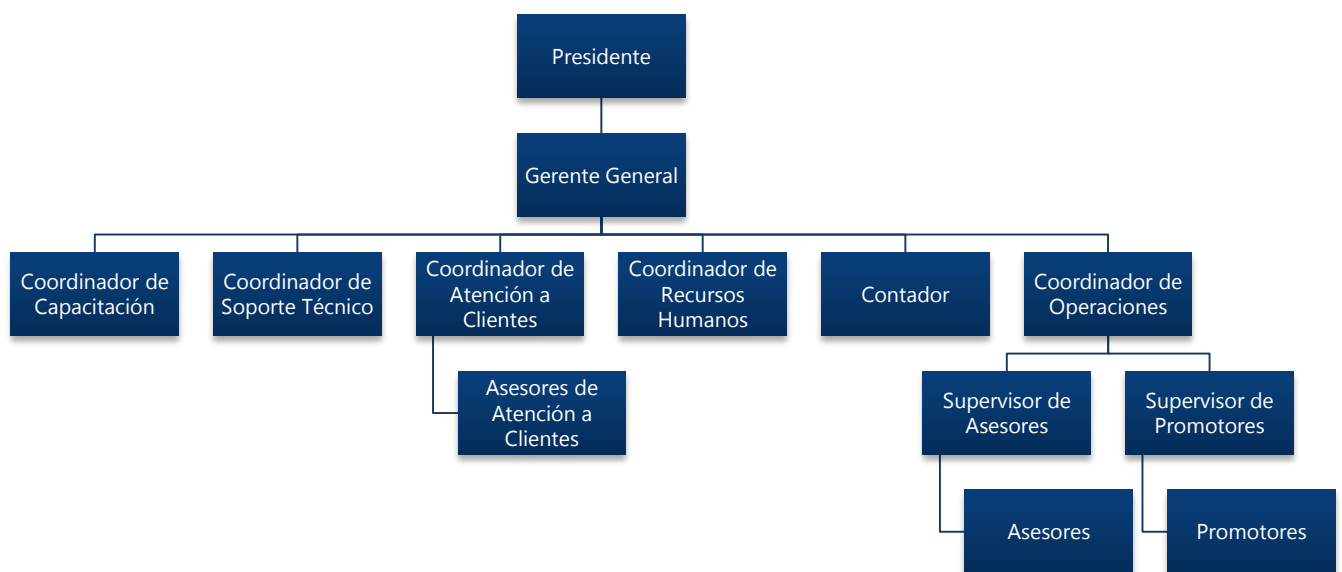 Presidente
Gerente General
Coordinador de
Capacitación
Coordinador de
Soporte Técnico
Coordinador de
Atención a
Clientes
Coordinador de
Recursos
Humanos
Contador
Coordinador de
Operaciones
Asesores de
Atención a
Clientes
Supervisor de
Asesores
Supervisor de
Promotores
Asesores
Promotores